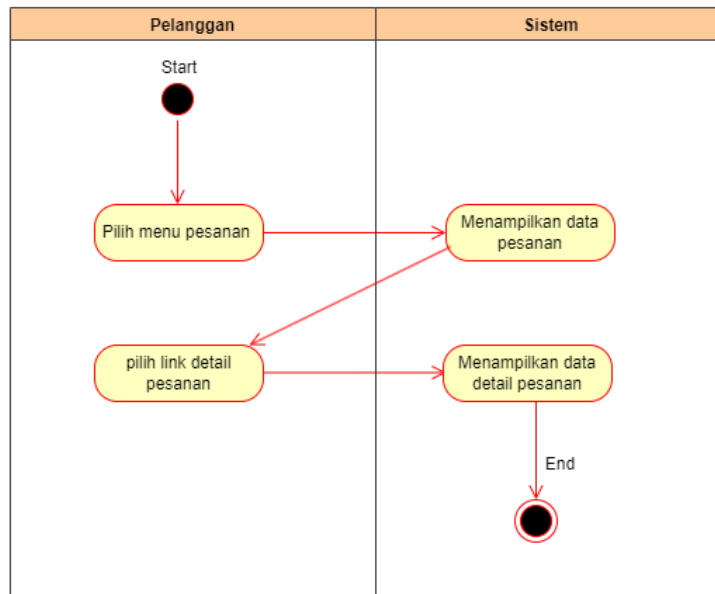 Pelanggan
Sistem
Start
Pilih menu pesanan
Menampilkan data
pesanan
pilih link detail
pesanan
Menampilkan data
detail pesanan
End